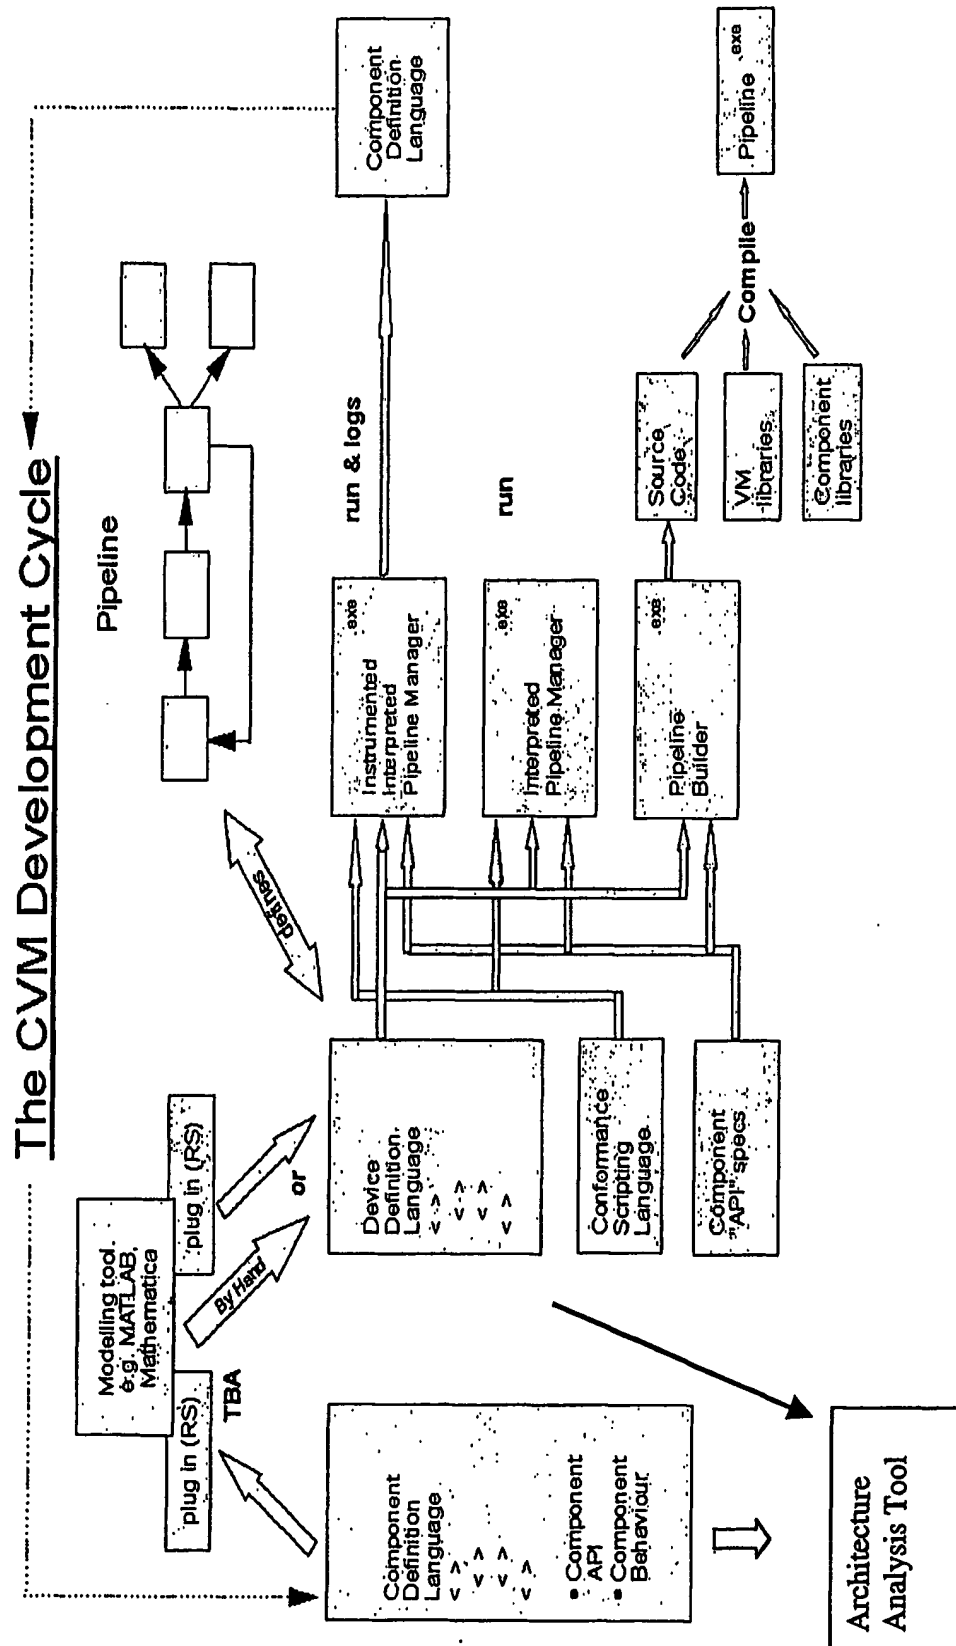 The CVM Development Cycle
Modelling tool.
e.g. MATLAB,
Mathematica
plug in (RS)
plug in (RS)
TBA
By Hand
or
defines
Pipeline
Component
Definition
Language
< >
< >
< >
< >
• Component
API
• Component
Behaviour
Device
Definition
Language
< >
< >
< >
< >
Conformance
Scripting
Language
Component
"API" specs
Instrumented
Interpreted
Pipeline Manager
exe
Interpreted
Pipeline Manager
exe
Pipeline
Builder
exe
run & logs
run
Component
Definition
Language
Source
Code
VM
libraries
Component
libraries
Compile
Pipeline
exe
Architecture
Analysis Tool